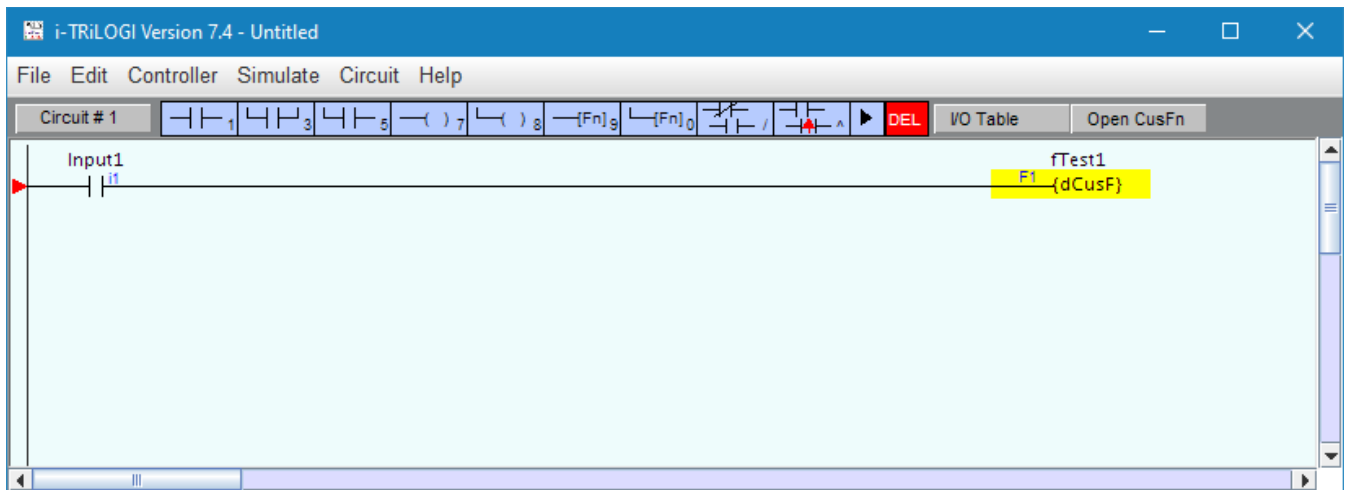 i-TRiLOGI Version 7.4 - Untitled
File Edit Controller Simulate Circuit Help
Circuit # 1 1 3 5 ( ) 7 ( ) 8 [Fn] 9 [Fn] 0 / ^ DEL I/O Table Open CusFn
Input1 fTest1
i1 F1 {dCusF}